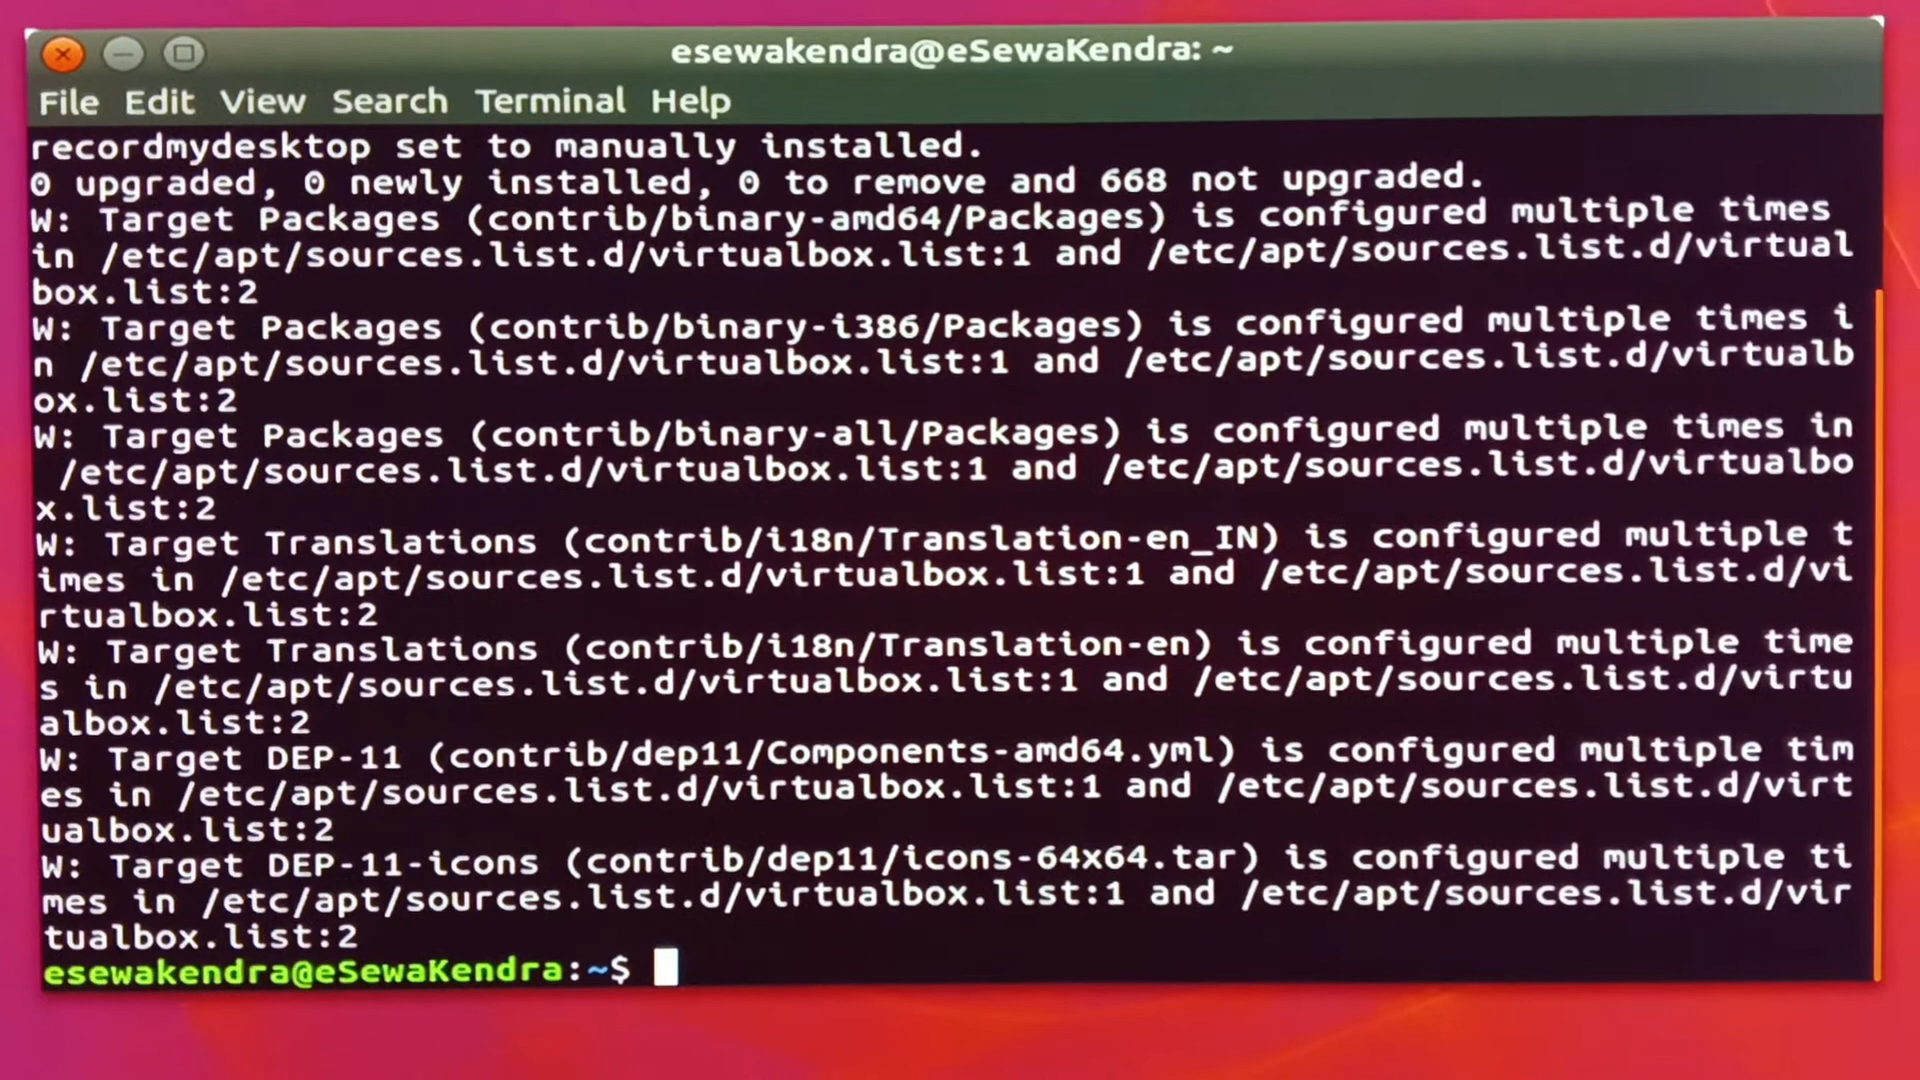 esewakendra@eSewaKendra: ~
File Edit View Search Terminal Help
recordmydesktop set to manually installed.
0 upgraded, 0 newly installed, 0 to remove and 668 not upgraded.
W: Target Packages (contrib/binary-amd64/Packages) is configured multiple times
in /etc/apt/sources.list.d/virtualbox.list:1 and /etc/apt/sources.list.d/virtual
box.list:2
W: Target Packages (contrib/binary-i386/Packages) is configured multiple times i
n /etc/apt/sources.list.d/virtualbox.list:1 and /etc/apt/sources.list.d/virtualb
ox.list:2
W: Target Packages (contrib/binary-all/Packages) is configured multiple times in
/etc/apt/sources.list.d/virtualbox.list:1 and /etc/apt/sources.list.d/virtualbo
x.list:2
W: Target Translations (contrib/i18n/Translation-en_IN) is configured multiple t
imes in /etc/apt/sources.list.d/virtualbox.list:1 and /etc/apt/sources.list.d/vi
rtualbox.list:2
W: Target Translations (contrib/i18n/Translation-en) is configured multiple time
s in /etc/apt/sources.list.d/virtualbox.list:1 and /etc/apt/sources.list.d/virtu
albox.list:2
W: Target DEP-11 (contrib/dep11/Components-amd64.yml) is configured multiple tim
es in /etc/apt/sources.list.d/virtualbox.list:1 and /etc/apt/sources.list.d/virt
ualbox.list:2
W: Target DEP-11-icons (contrib/dep11/icons-64x64.tar) is configured multiple ti
mes in /etc/apt/sources.list.d/virtualbox.list:1 and /etc/apt/sources.list.d/vir
tualbox.list:2
esewakendra@eSewaKendra:~$